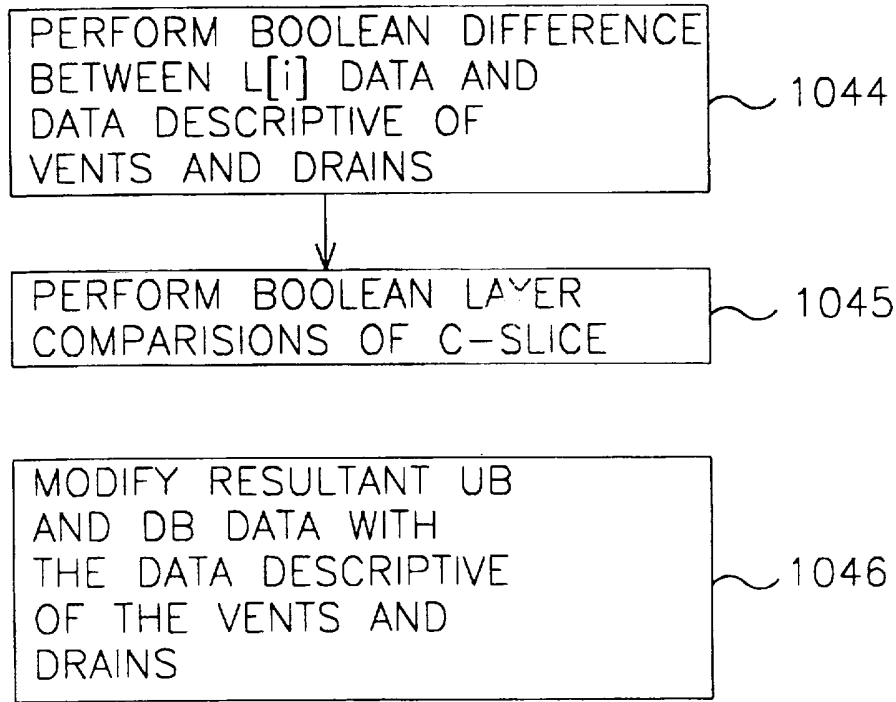 PERFORM BOOLEAN DIFFERENCE
BETWEEN L[i] DATA AND
DATA DESCRIPTIVE OF
VENTS AND DRAINS
1044
PERFORM BOOLEAN LAYER
COMPARISIONS OF C-SLICE
1045
MODIFY RESULTANT UB
AND DB DATA WITH
THE DATA DESCRIPTIVE
OF THE VENTS AND
DRAINS
1046